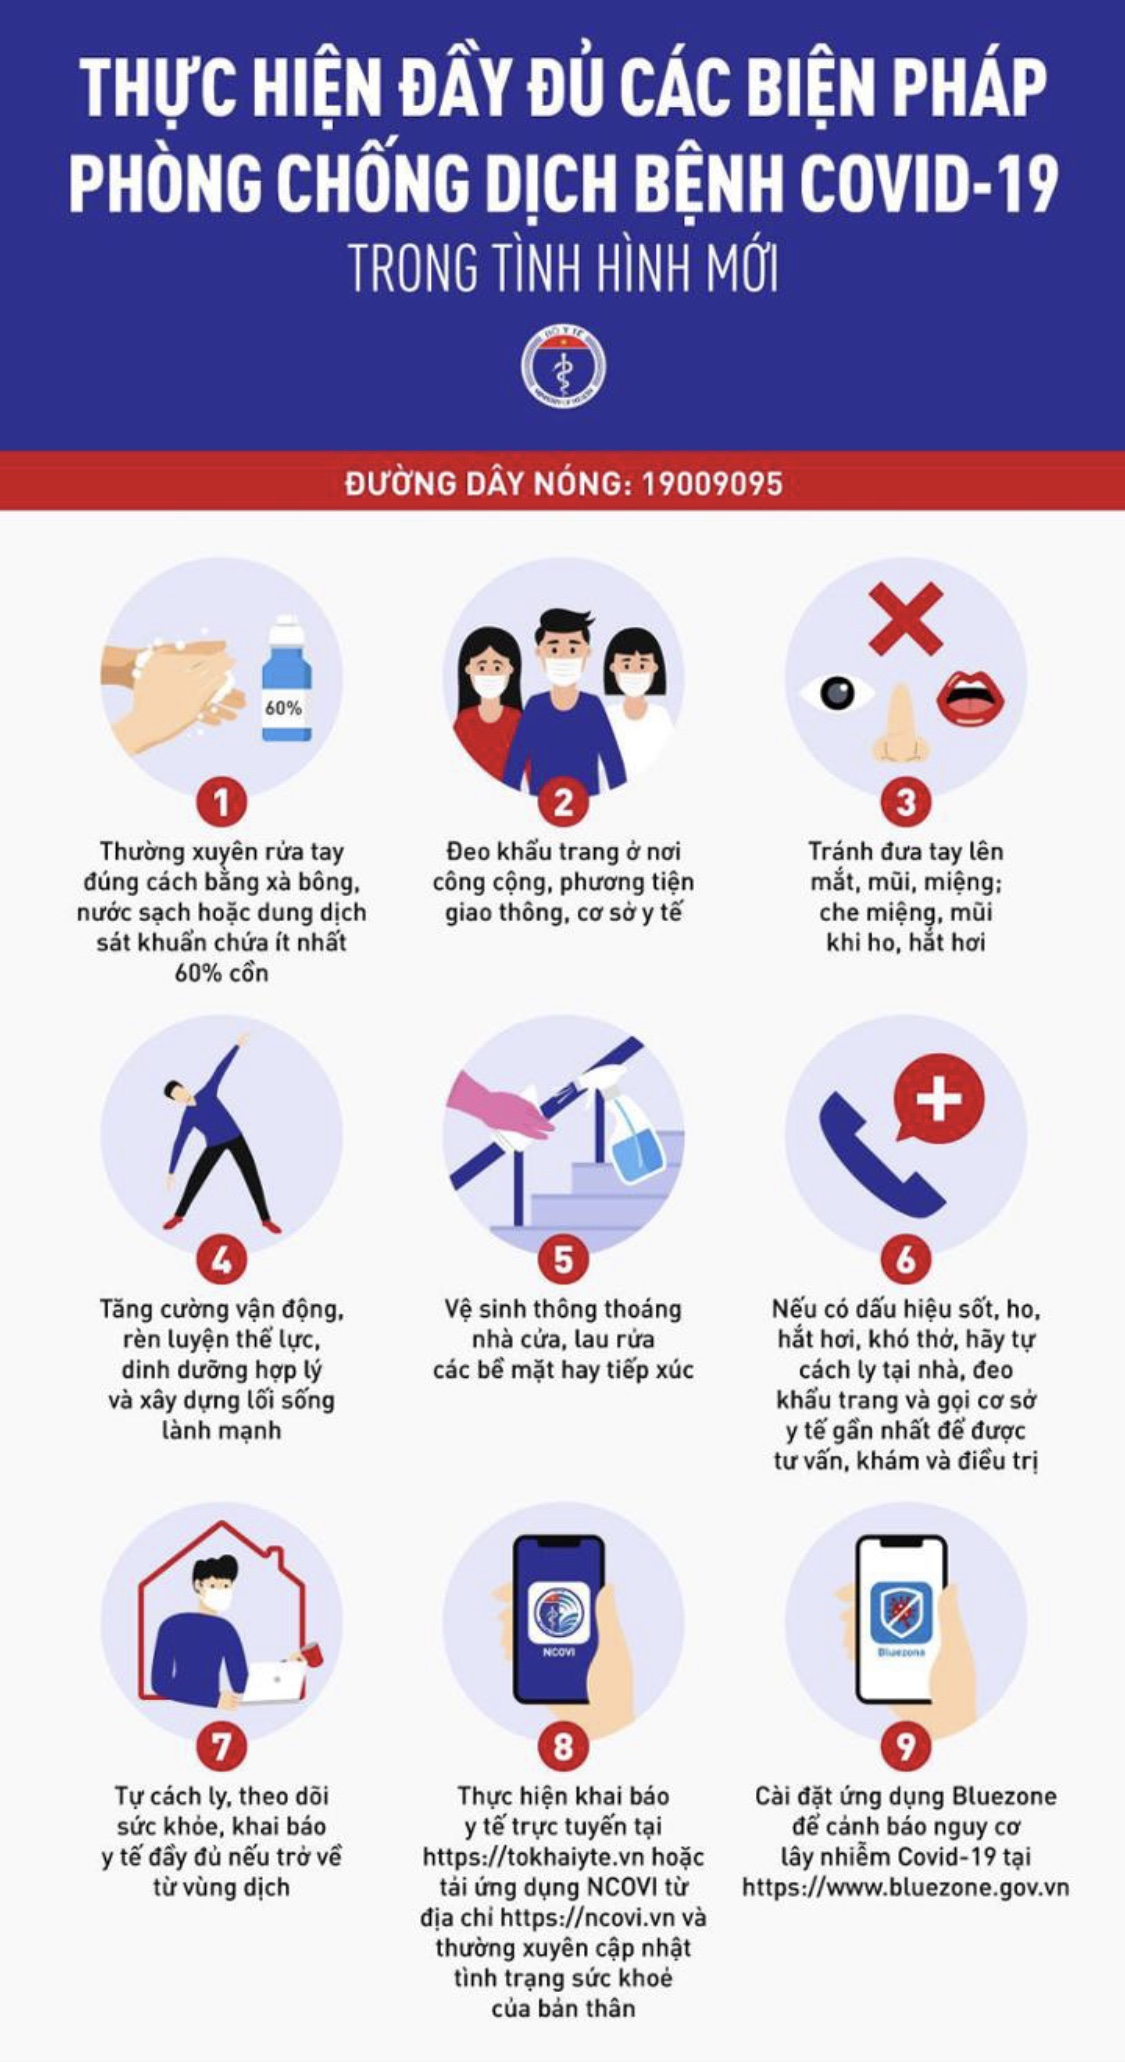 THỰC HIỆN ĐẦY ĐỦ CÁC BIỆN PHÁP
PHÒNG CHỐNG DỊCH BỆNH COVID-19
TRONG TÌNH HÌNH MỚI
BỘ Y TẾ
MINISTRY OF HEALTH
ĐƯỜNG DÂY NÓNG: 19009095
60%
1
Thường xuyên rửa tay
đúng cách bằng xà bông,
nước sạch hoặc dung dịch
sát khuẩn chứa ít nhất
60% cồn
2
Đeo khẩu trang ở nơi
công cộng, phương tiện
giao thông, cơ sở y tế
3
Tránh đưa tay lên
mắt, mũi, miệng;
che miệng, mũi
khi ho, hắt hơi
4
Tăng cường vận động,
rèn luyện thể lực,
dinh dưỡng hợp lý
và xây dựng lối sống
lành mạnh
5
Vệ sinh thông thoáng
nhà cửa, lau rửa
các bề mặt hay tiếp xúc
6
Nếu có dấu hiệu sốt, ho,
hắt hơi, khó thở, hãy tự
cách ly tại nhà, đeo
khẩu trang và gọi cơ sở
y tế gần nhất để được
tư vấn, khám và điều trị
7
Tự cách ly, theo dõi
sức khỏe, khai báo
y tế đầy đủ nếu trở về
từ vùng dịch
NCOVI
8
Thực hiện khai báo
y tế trực tuyến tại
https://tokhaiyte.vn hoặc
tải ứng dụng NCOVI từ
địa chỉ https://ncovi.vn và
thường xuyên cập nhật
tình trạng sức khoẻ
của bản thân
Bluezone
9
Cài đặt ứng dụng Bluezone
để cảnh báo nguy cơ
lây nhiễm Covid-19 tại
https://www.bluezone.gov.vn